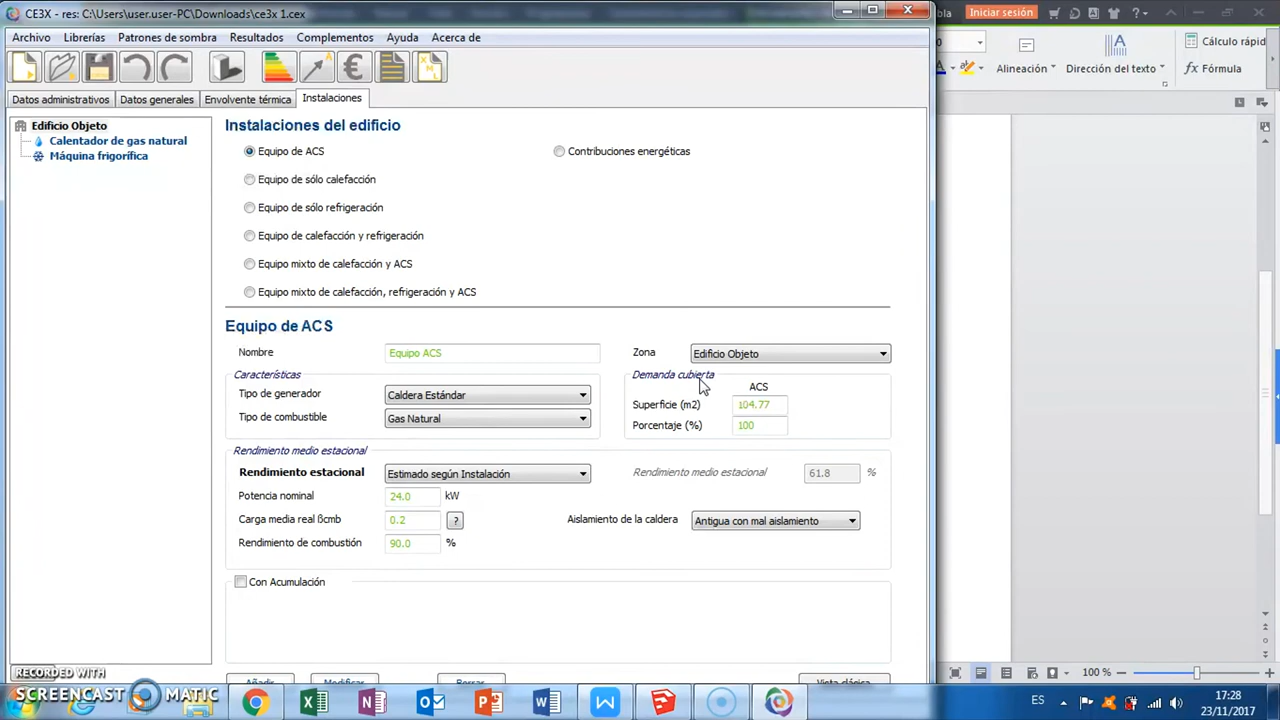 CE3X - res: C:\Users\user.user-PC\Downloads\ce3x 1.cex
Iniciar sesión
Archivo Librerías Patrones de sombra Resultados Complementos Ayuda Acerca de
Cálculo rápid
Alineación Dirección del texto Fórmula
Datos administrativos Datos generales Envolvente térmica Instalaciones
Edificio Objeto
Calentador de gas natural
Máquina frigorífica
Instalaciones del edificio
Equipo de ACS Contribuciones energéticas
Equipo de sólo calefacción
Equipo de sólo refrigeración
Equipo de calefacción y refrigeración
Equipo mixto de calefacción y ACS
Equipo mixto de calefacción, refrigeración y ACS
Equipo de ACS
Nombre Equipo ACS Zona Edificio Objeto
Características Demanda cubierta
ACS
Tipo de generador Caldera Estándar Superficie (m2) 104.77
Tipo de combustible Gas Natural Porcentaje (%) 100
Rendimiento medio estacional
Rendimiento estacional Estimado según Instalación Rendimiento medio estacional 61.8 %
Potencia nominal 24.0 kW
Carga media real ßcmb 0.2 ? Aislamiento de la caldera Antigua con mal aislamiento
Rendimiento de combustión 90.0 %
Con Acumulación
Añadir Modificar Borrar Vista clásica
100 %
RECORDED WITH
SCREENCAST MATIC
ES 17:28
23/11/2017